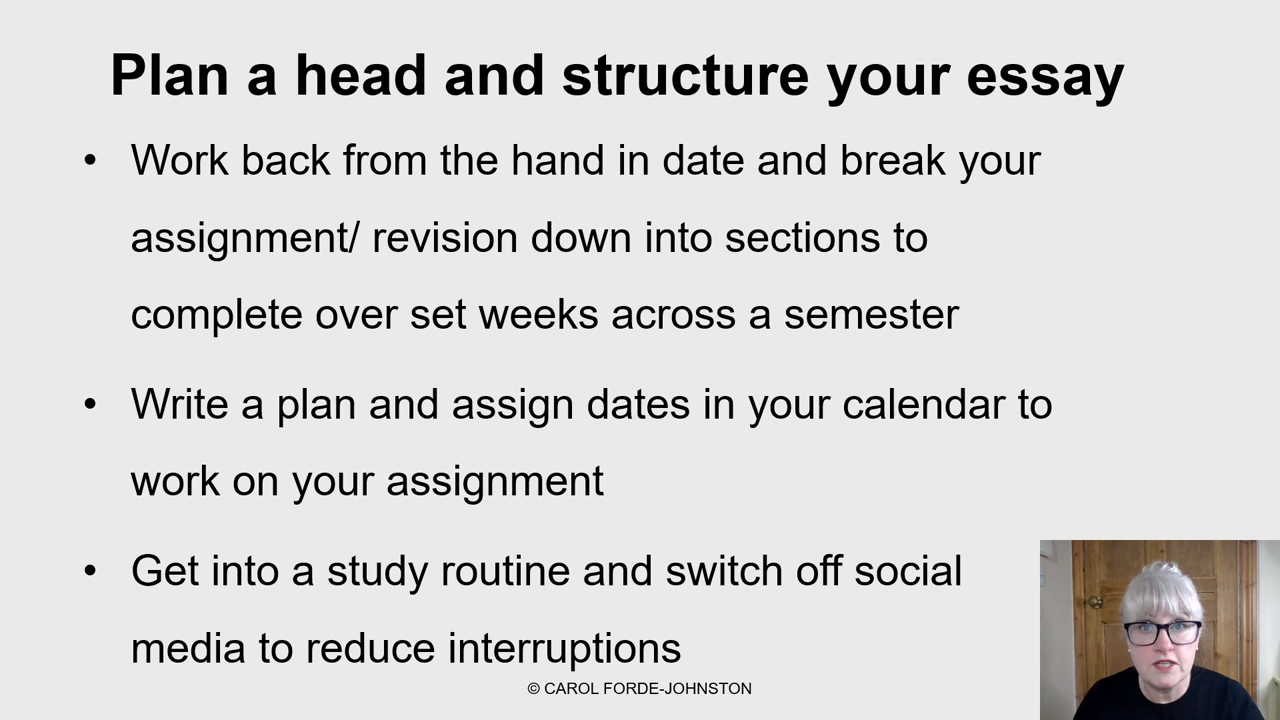 Plan a head and structure your essay
• Work back from the hand in date and break your
assignment/ revision down into sections to
complete over set weeks across a semester
• Write a plan and assign dates in your calendar to
work on your assignment
• Get into a study routine and switch off social
media to reduce interruptions
© CAROL FORDE-JOHNSTON